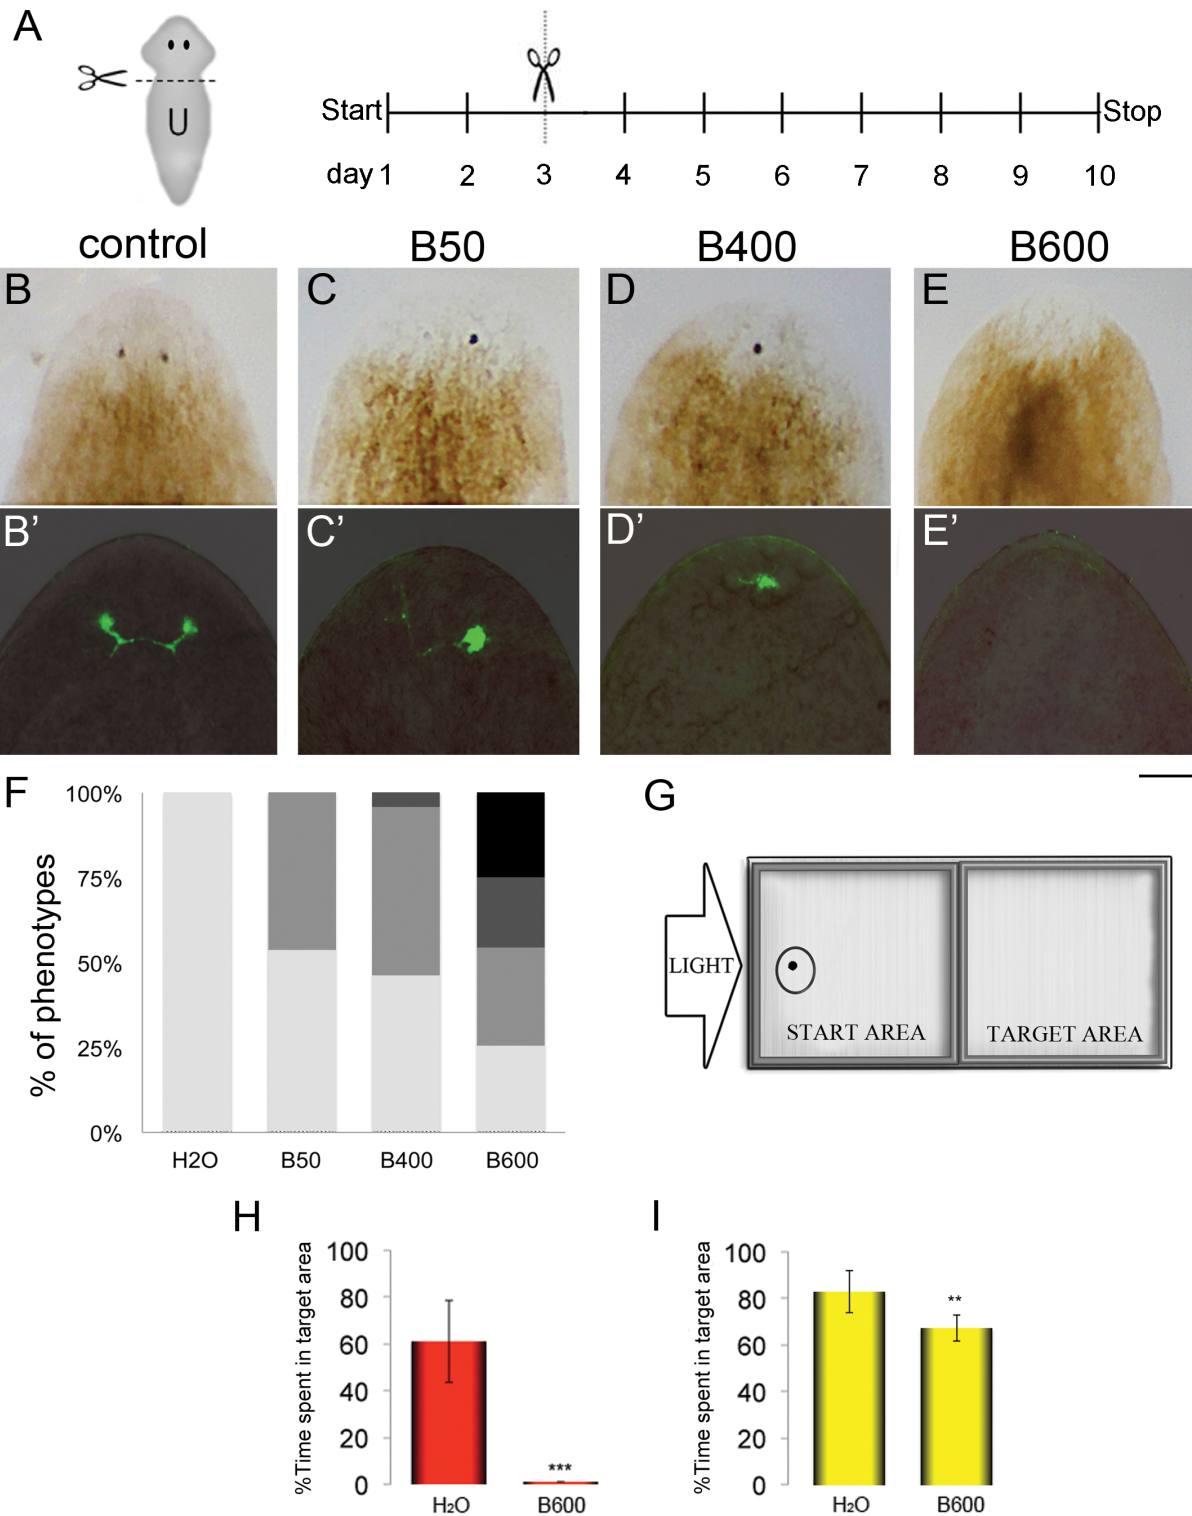 A
U
Start
Stop
day 1 2 3 4 5 6 7 8 9 10
control B50 B400 B600
B C D E
B' C' D' E'
F
% of phenotypes
100%
75%
50%
25%
0%
H2O B50 B400 B600
G
LIGHT
START AREA
TARGET AREA
H
%Time spent in target area
100
80
60
40
20
0
***
H₂O B600
I
%Time spent in target area
100
80
60
40
20
0
**
H₂O B600